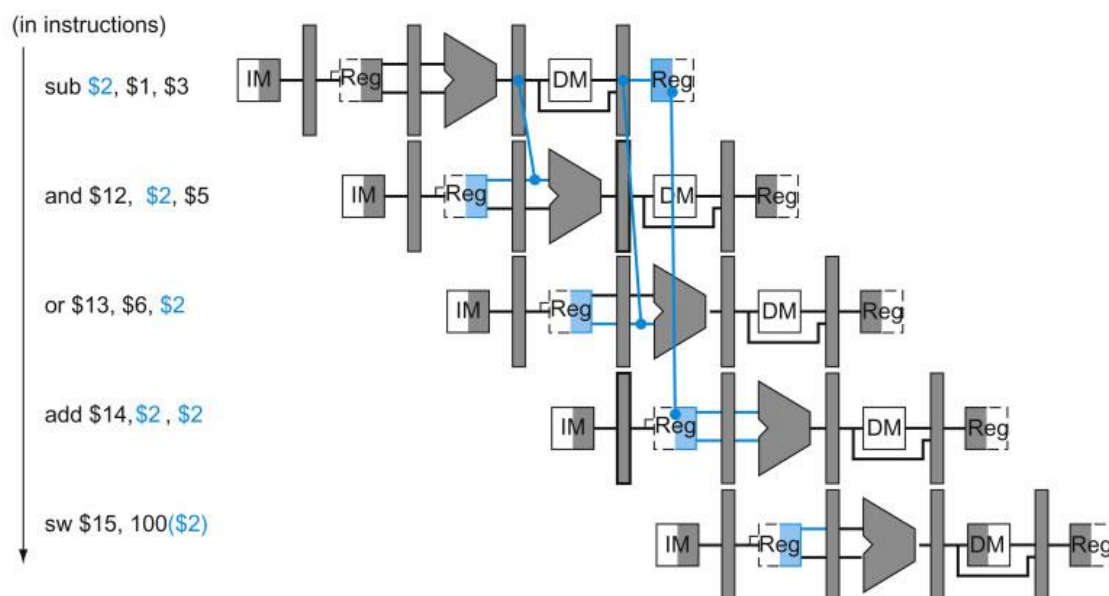 (in instructions)
sub $2, $1, $3
IM Reg DM Reg
and $12, $2, $5
IM Reg DM Reg
or $13, $6, $2
IM Reg DM Reg
add $14,$2 , $2
IM Reg DM Reg
sw $15, 100($2)
IM Reg DM Reg